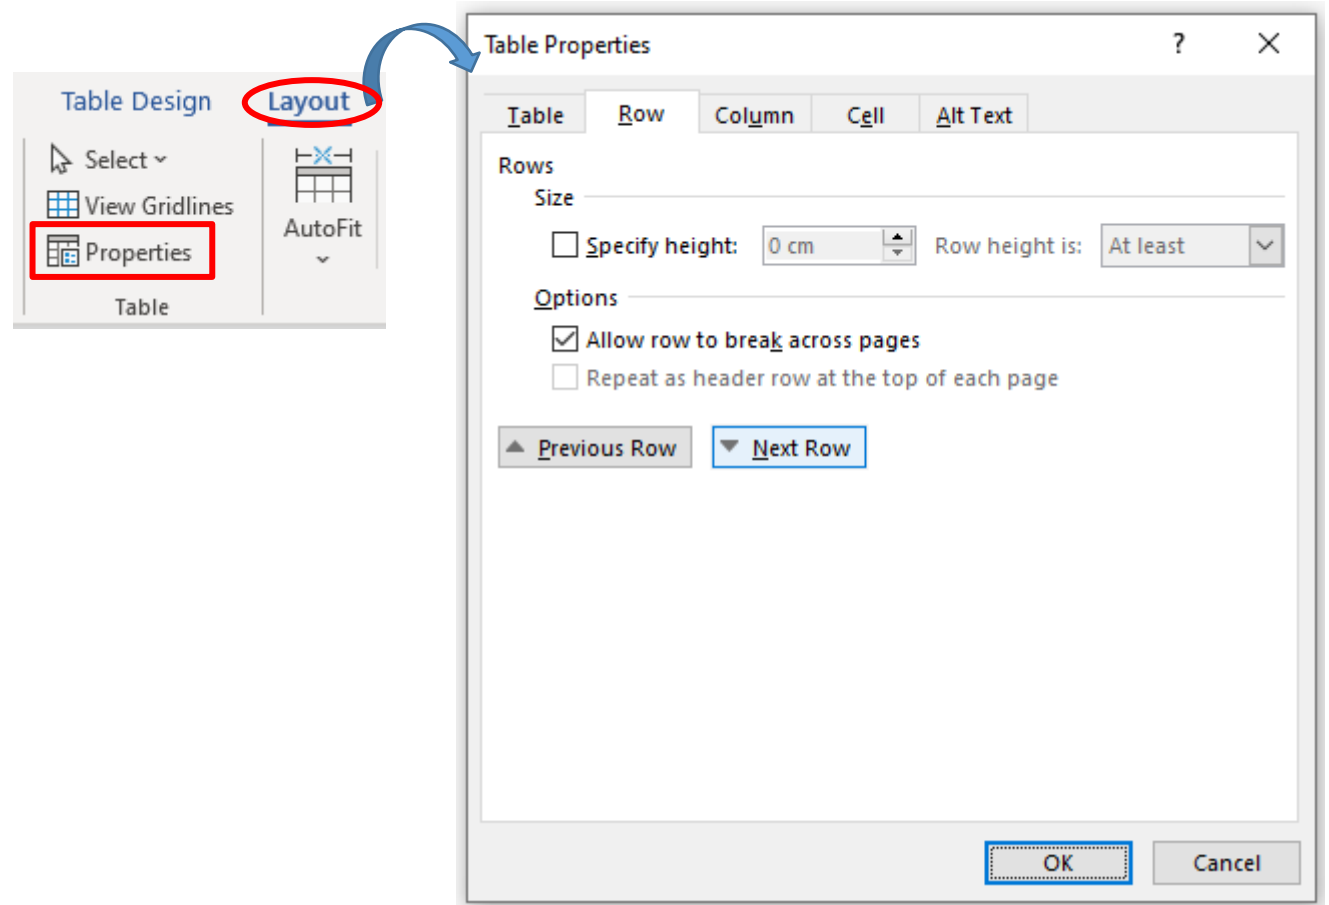 Table Design Layout
Select
View Gridlines
Properties
AutoFit
Table
Table Properties ?
Table Row Column Cell Alt Text
Rows
Size
Specify height: 0 cm Row height is: At least
Options
Allow row to break across pages
Repeat as header row at the top of each page
Previous Row Next Row
OK Cancel